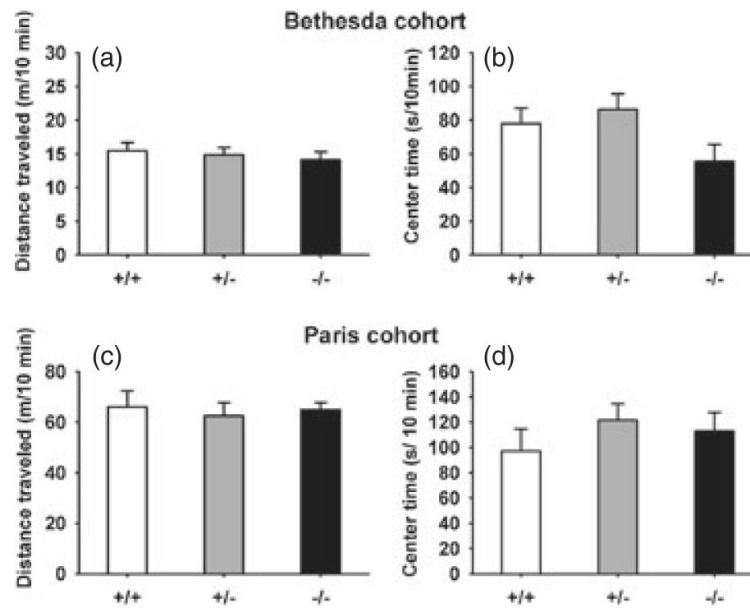 Bethesda cohort
(a)
Distance traveled (m/10 min)
30
25
20
15
10
5
0
+/+ +/- -/-
(b)
Center time (s/10min)
120
100
80
60
40
20
0
+/+ +/- -/-
Paris cohort
(c)
Distance traveled (m/10 min)
80
60
40
20
0
+/+ +/- -/-
(d)
Center time (s/ 10 min)
160
140
120
100
80
60
40
20
0
+/+ +/- -/-